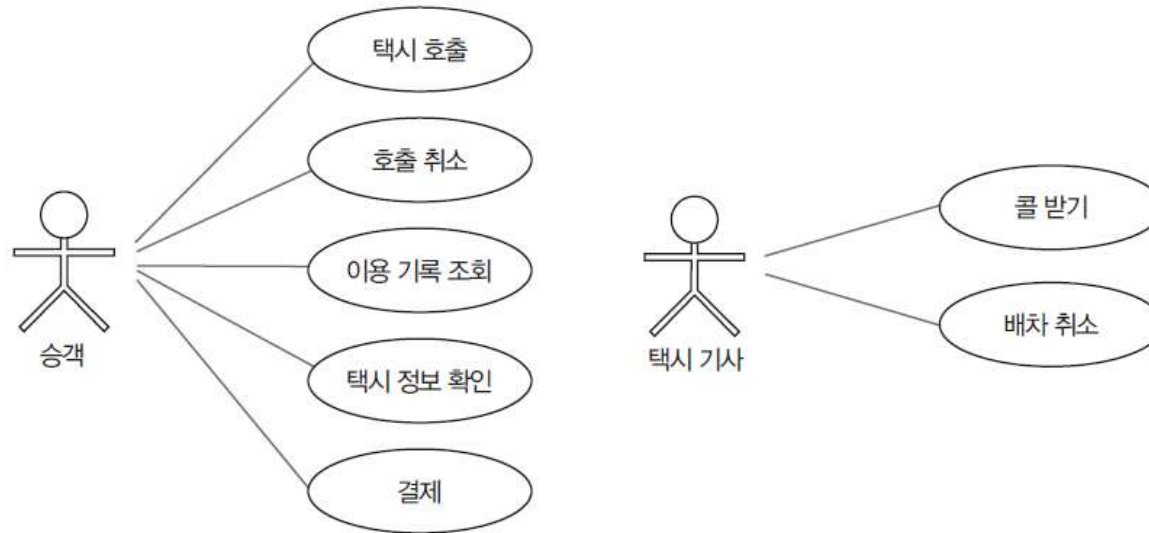 택시 호출
호출 취소
이용 기록 조회
택시 정보 확인
결제
승객
콜 받기
배차 취소
택시 기사